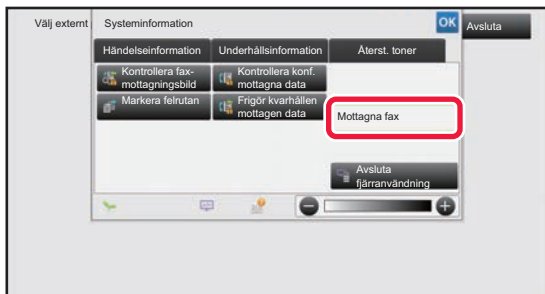 Välj externt
Systeminformation
OK
Avsluta
Händelseinformation
Underhållsinformation
Återst. toner
Kontrollera fax-
mottagningsbild
Kontrollera konf.
mottagna data
Markera felrutan
Frigör kvarhållen
mottagen data
Mottagna fax
Avsluta
fjärranvändning